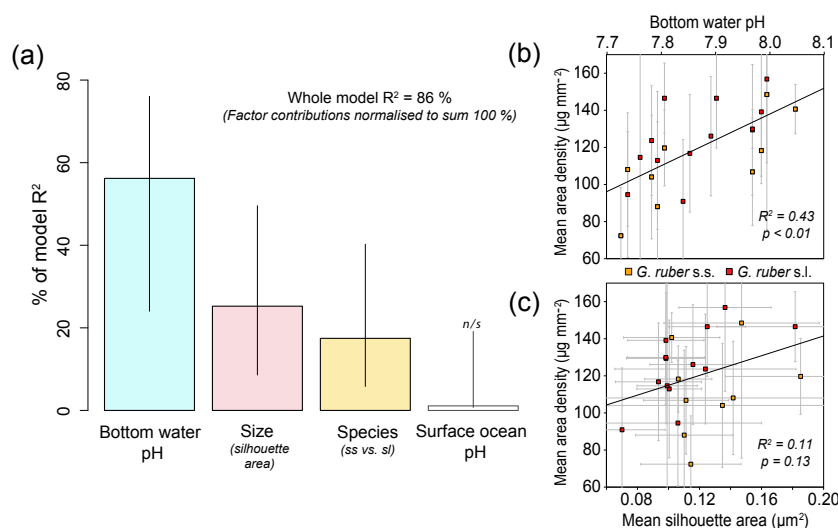 (a)
80
60
40
20
0
% of model R²
Whole model R² = 86 %
(Factor contributions normalised to sum 100 %)
n/s
Bottom water
pH
Size
(silhouette
area)
Species
(ss vs. sl)
Surface ocean
pH
Bottom water pH
7.7 7.8 7.9 8.0 8.1
(b)
160
140
120
100
80
60
Mean area density (µg mm⁻²)
R² = 0.43
p < 0.01
G. ruber s.s. G. ruber s.l.
(c)
160
140
120
100
80
60
Mean area density (µg mm⁻²)
R² = 0.11
p = 0.13
0.08 0.12 0.16 0.20
Mean silhouette area (µm²)